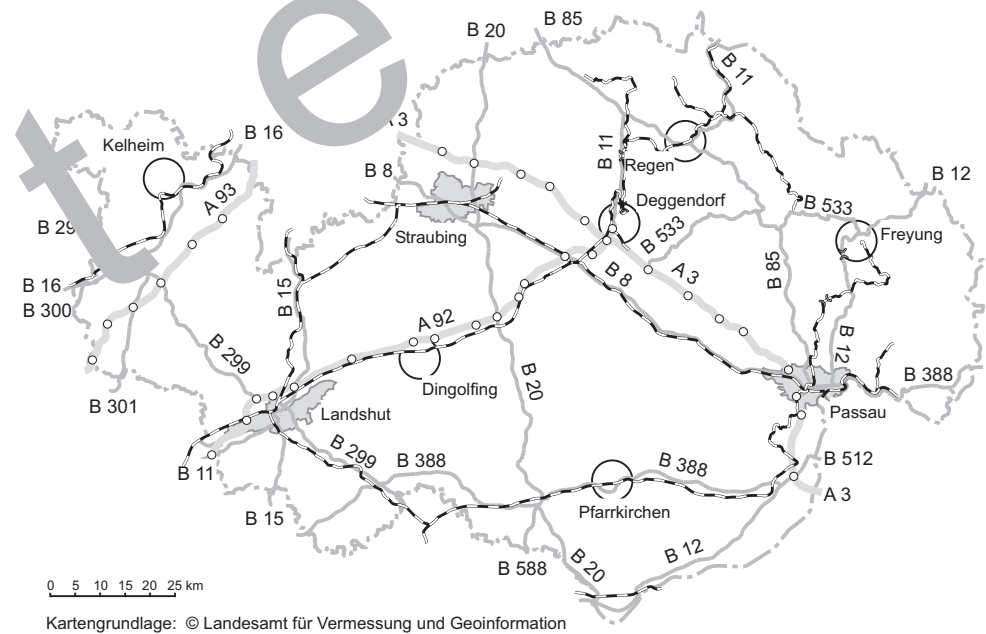 t
e
B 20
B 85
B 11
B 16
A 3
Kelheim
B 11
Regen
B 8
A 93
B 12
Deggendorf
B 533
B 29
Straubing
B 533
Freyung
B 16
A 3
B 8
B 85
B 300
B 15
A 92
B 12
B 299
B 20
Dingolfing
B 388
B 301
Landshut
Passau
B 299
B 388
B 388
B 512
B 11
A 3
B 15
Pfarrkirchen
B 12
B 588
B 20
0 5 10 15 20 25 km
Kartengrundlage: © Landesamt für Vermessung und Geoinformation